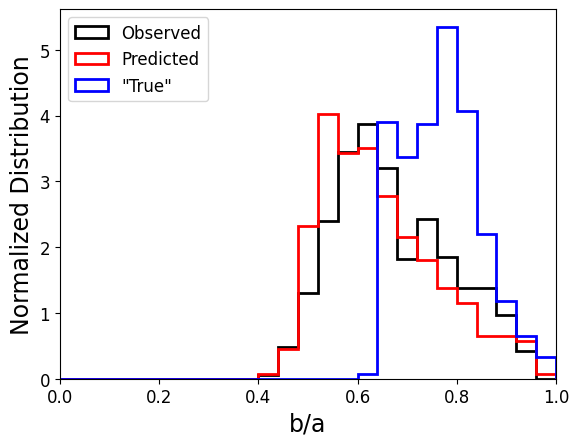 Observed
Predicted
"True"
Normalized Distribution
5
4
3
2
1
0
0.0 0.2 0.4 0.6 0.8 1.0
b/a